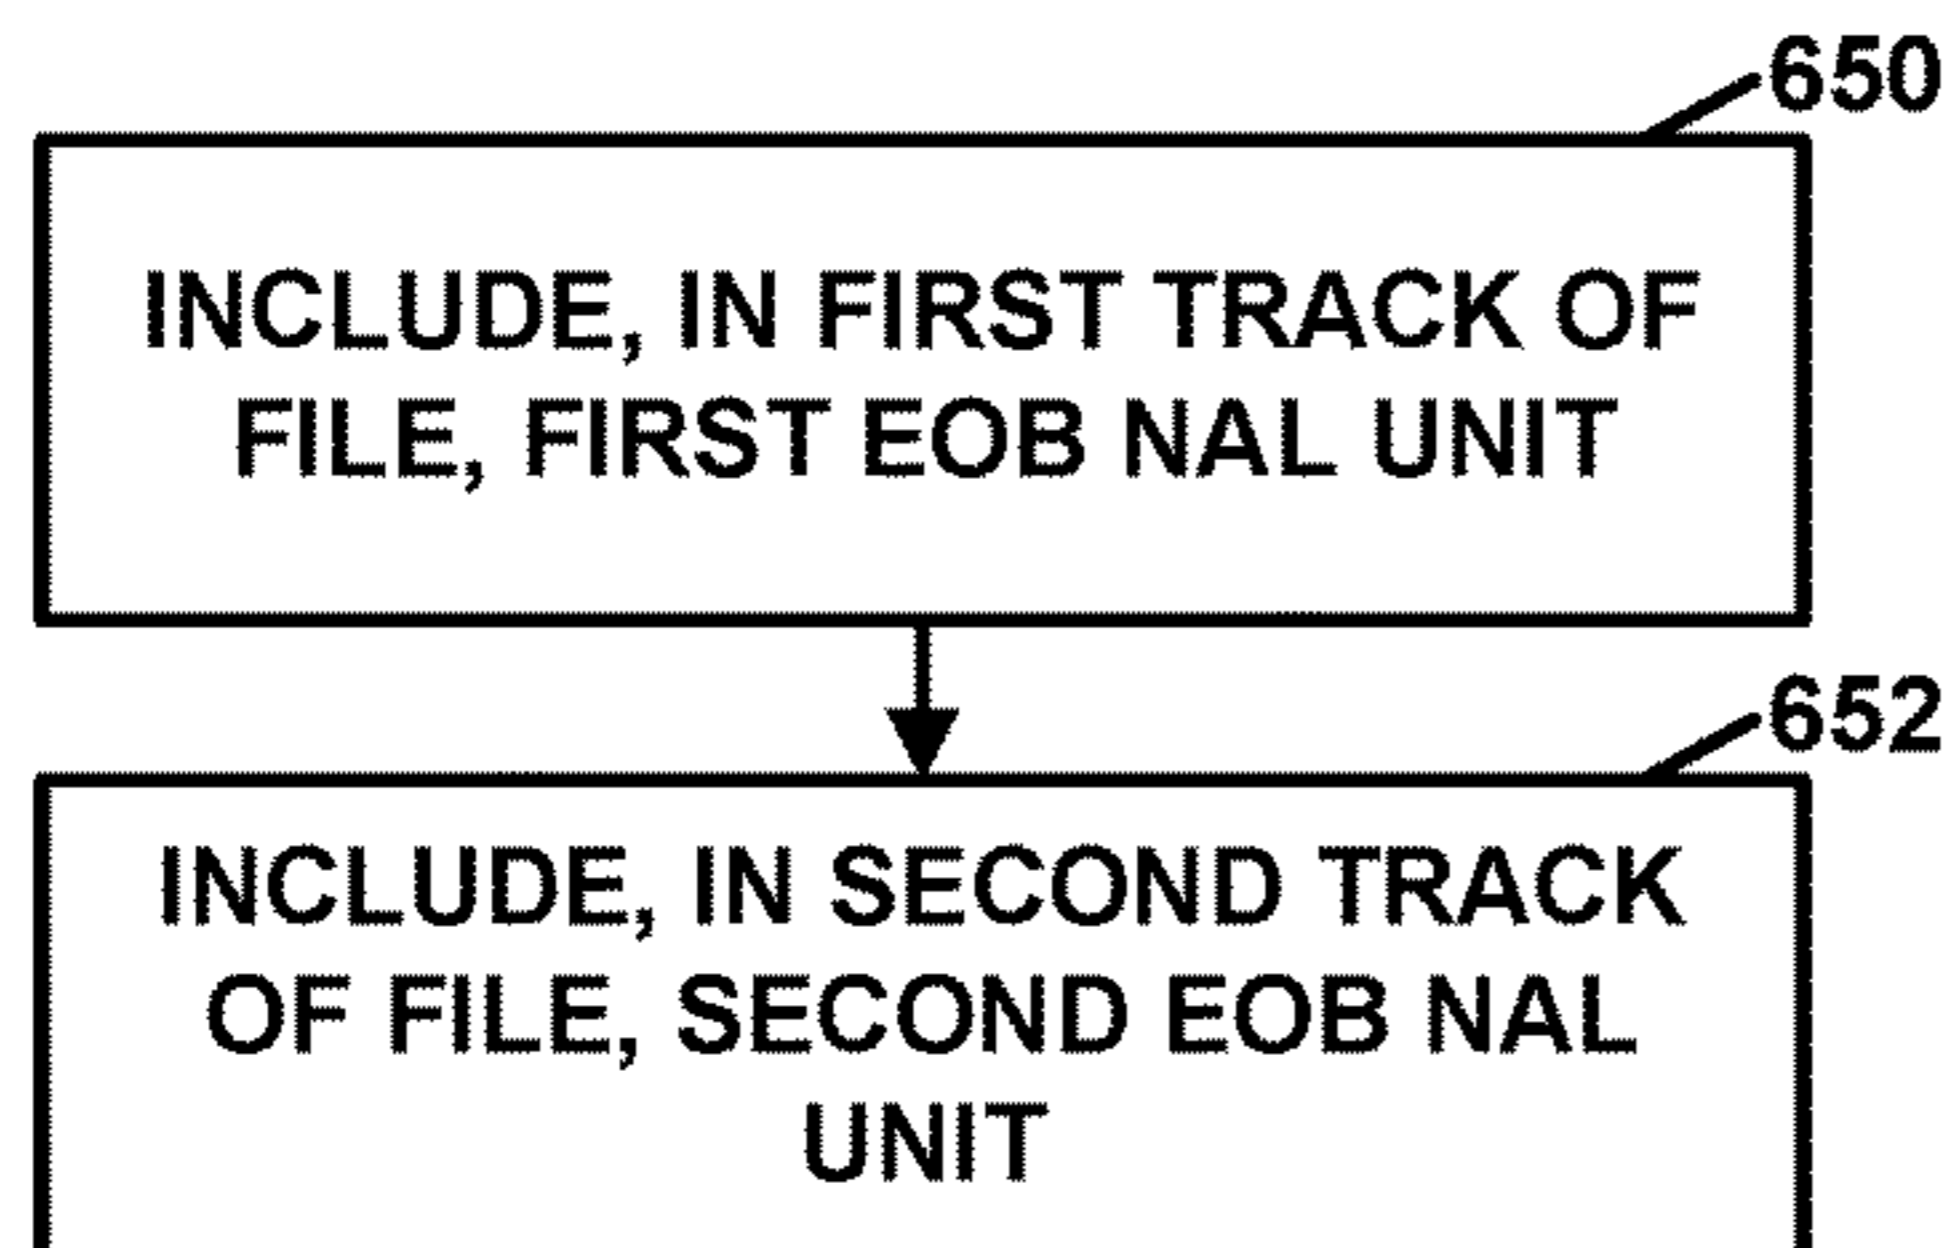 650
INCLUDE, IN FIRST TRACK OF
FILE, FIRST EOB NAL UNIT
652
INCLUDE, IN SECOND TRACK
OF FILE, SECOND EOB NAL
UNIT